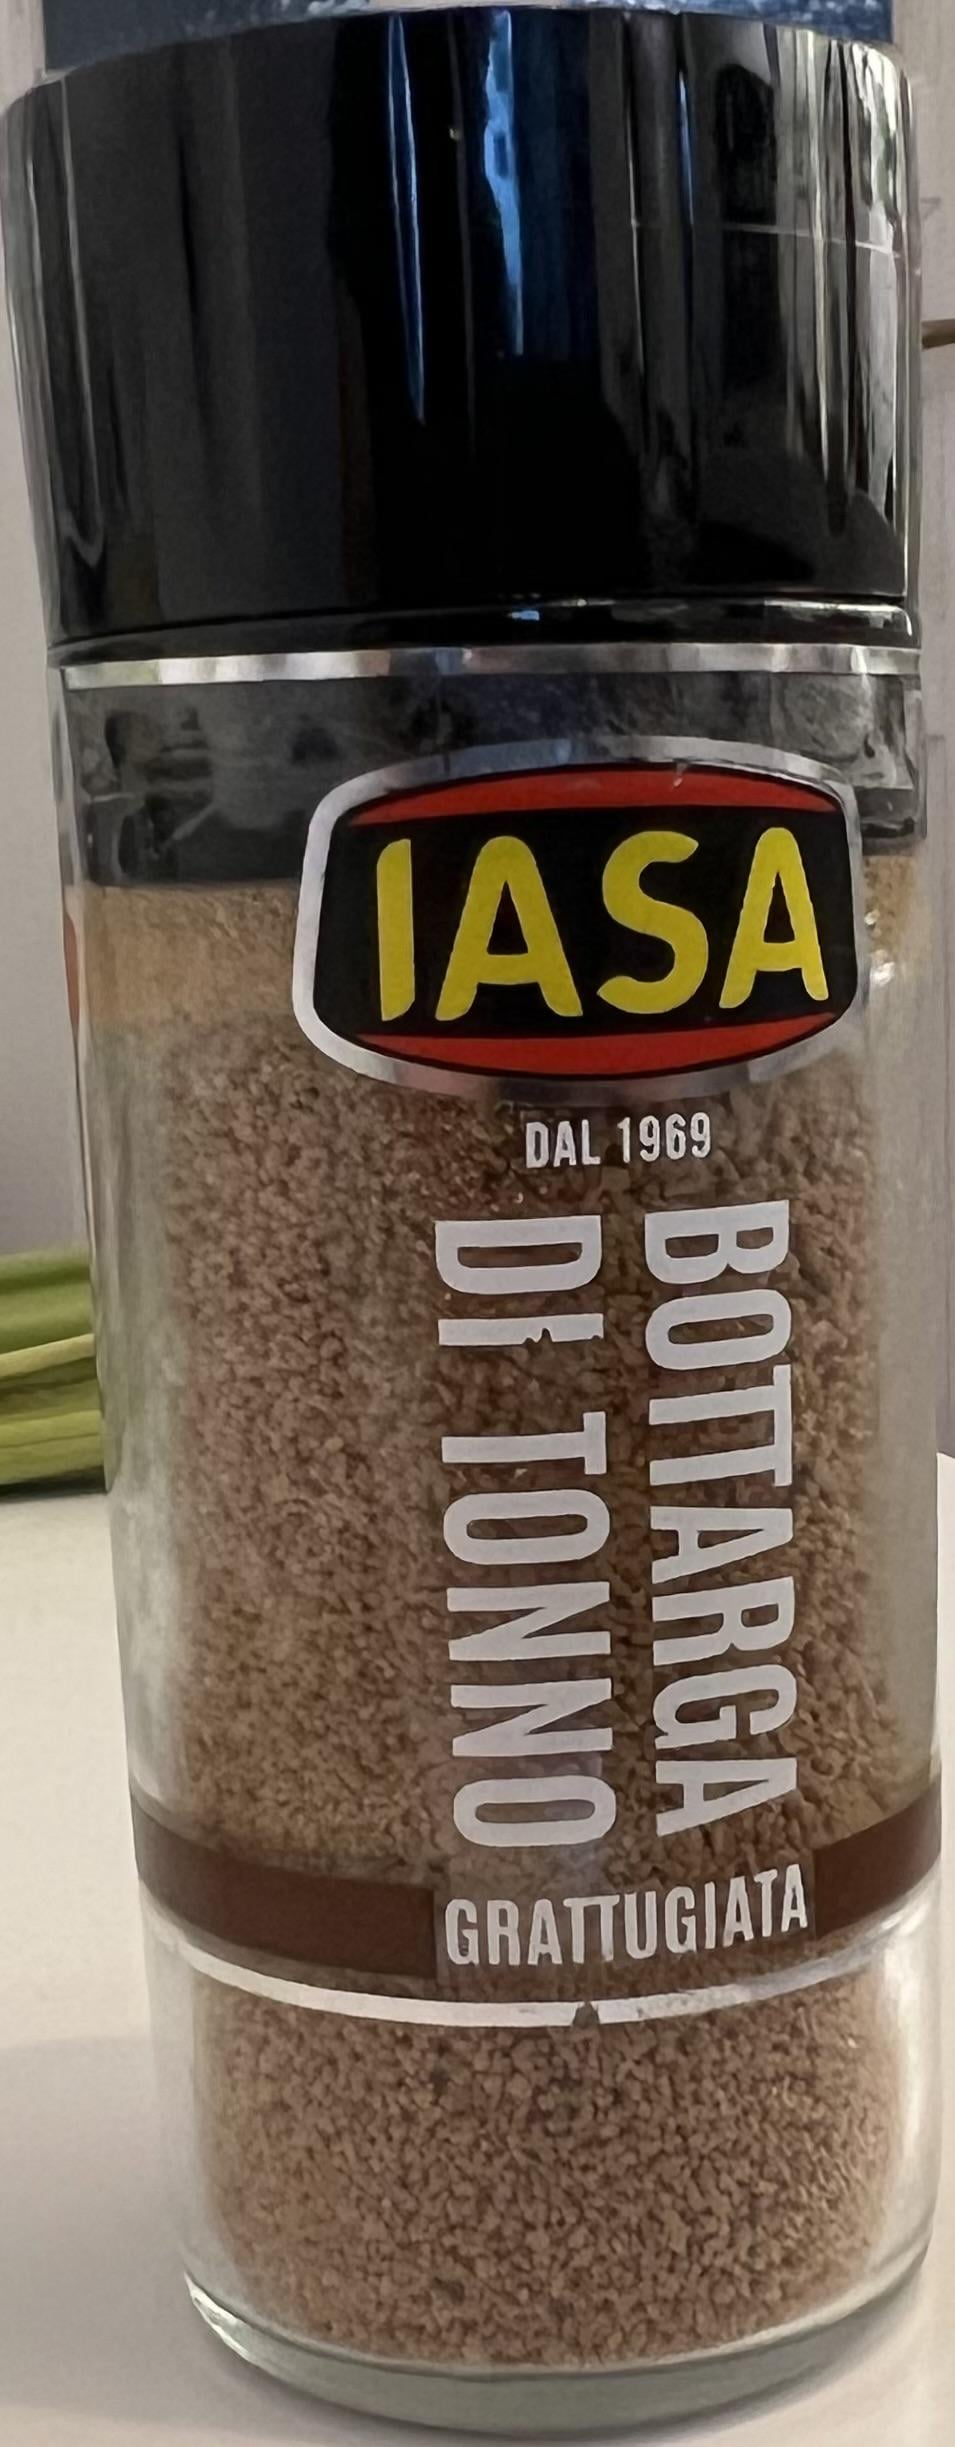 IASA
DAL 1969
BOTTARGA
DI TONNO
GRATTUGIATA